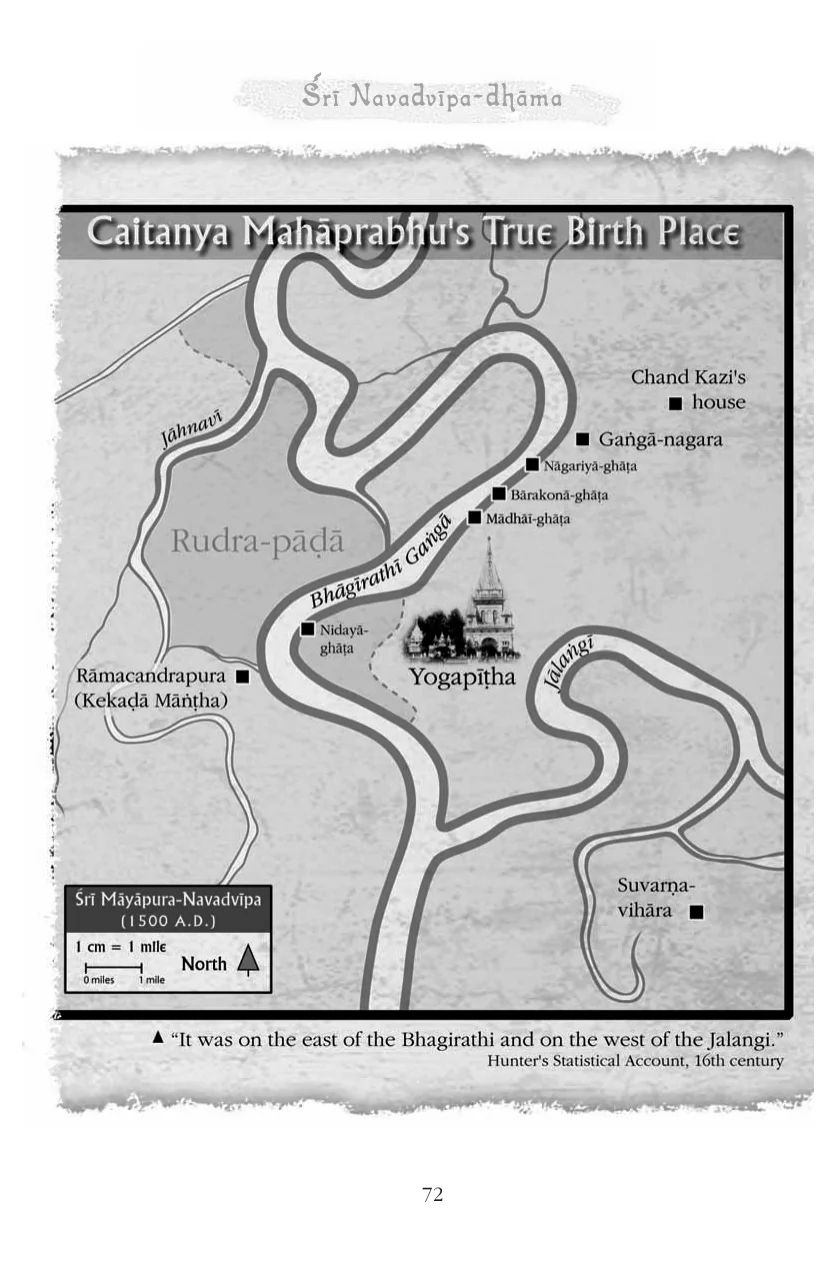 Śrī Navadvīpa-dhāma
Caitanya Mahāprabhu's True Birth Place
Chand Kazi's
house
Jāhnavī
Gaṅgā-nagara
Nāgariyā-ghāṭa
Bārakonā-ghāṭa
Mādhāī-ghāṭa
Rudra-pāḍā
Bhāgīrathī Gaṅgā
Nidayā-
ghāṭa
Jālaṅgī
Rāmacandrapura
(Kekaḍā Māṅṭha)
Yogapīṭha
Suvarṇa-
vihāra
Śrī Māyāpura-Navadvīpa
(1500 A.D.)
1 cm = 1 mile
0 miles 1 mile
North
▲ “It was on the east of the Bhagirathi and on the west of the Jalangi.”
Hunter's Statistical Account, 16th century
72